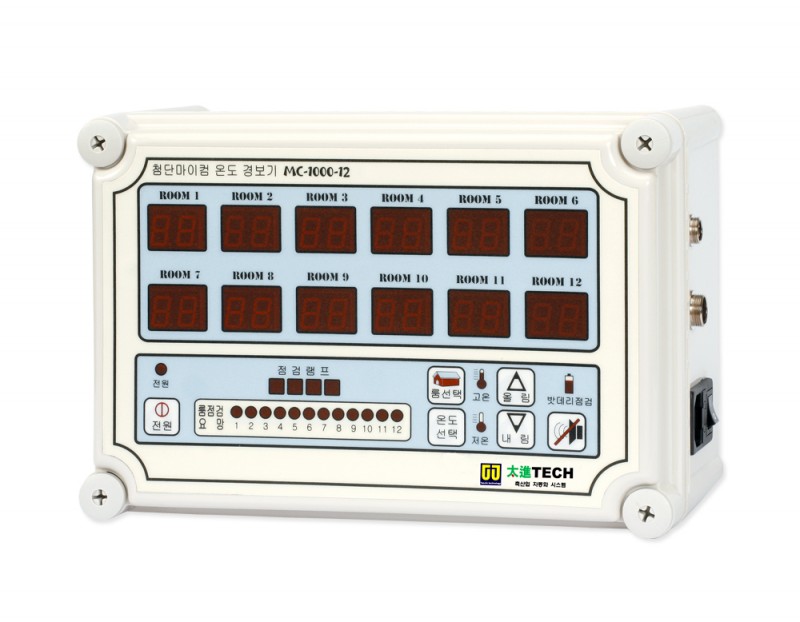 첨단마이컴 온도 경보기 MC-1000-12
ROOM 1 ROOM 2 ROOM 3 ROOM 4 ROOM 5 ROOM 6
ROOM 7 ROOM 8 ROOM 9 ROOM 10 ROOM 11 ROOM 12
전원
점검램프
룸선택
고온
올림
밧데리점검
전원
룸점검
요망
1 2 3 4 5 6 7 8 9 10 11 12
온도
선택
저온
내림
太進TECH
축산업 자동화 시스템